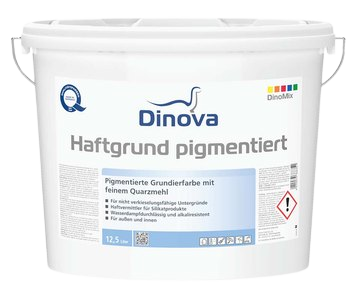 DinoMix
Dinova
Haftgrund pigmentiert
Pigmentierte Grundierfarbe mit
feinem Quarzmehl
• Für nicht verkieselungsfähige Untergründe
• Haftvermittler für Silikatprodukte
• Wasserdampfdurchlässig und alkaliresistent
• Für außen und innen
12,5 Liter